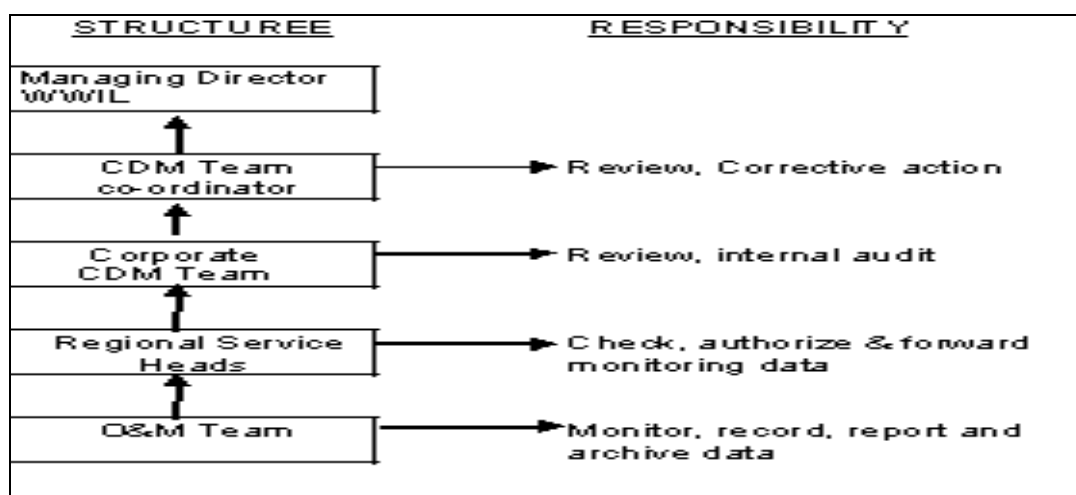 STRUCTUREE RESPONSIBILITY
Managing Director
WWIL
CDM Team
co-ordinator
Review, Corrective action
Corporate
CDM Team
Review, internal audit
Regional Service
Heads
Check, authorize & forward
monitoring data
O&M Team
Monitor, record, report and
archive data